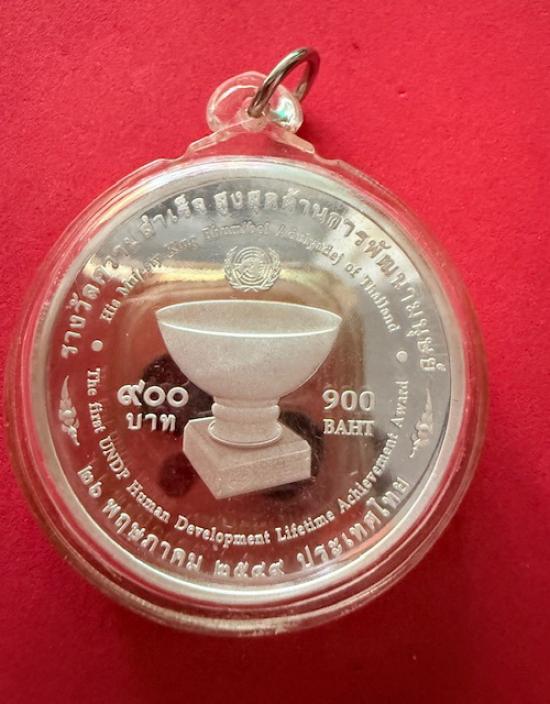 รางวัลความสำเร็จสูงสุดด้านการพัฒนามนุษย์
His Majesty King Bhumibol Adulyadej of Thailand
๙๐๐
บาท
900
BAHT
The first UNDP Human Development Lifetime Achievement Award
๒๖ พฤษภาคม ๒๕๔๙ ประเทศไทย